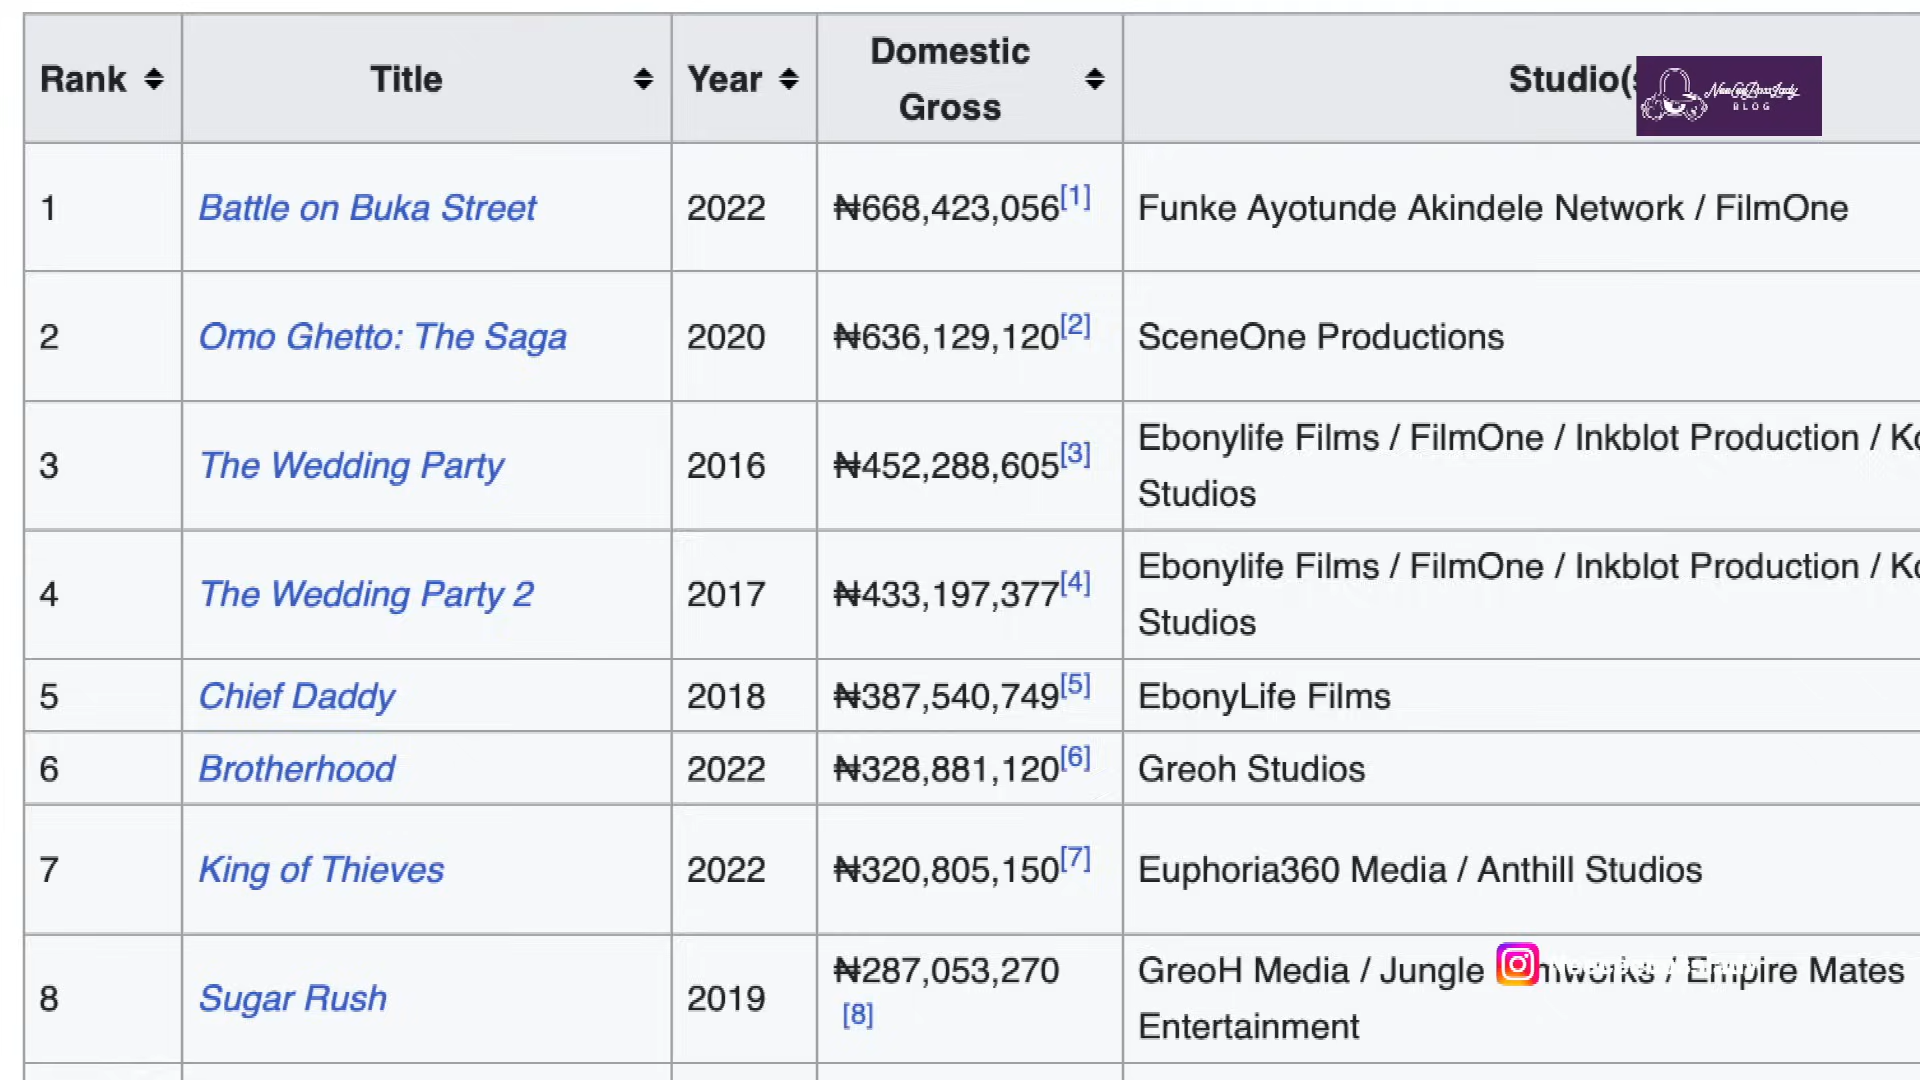 Rank Title Year Domestic Gross Studio(
BLOG
1 Battle on Buka Street 2022 ₦668,423,056[1] Funke Ayotunde Akindele Network / FilmOne
2 Omo Ghetto: The Saga 2020 ₦636,129,120[2] SceneOne Productions
3 The Wedding Party 2016 ₦452,288,605[3] Ebonylife Films / FilmOne / Inkblot Production /
Studios
4 The Wedding Party 2 2017 ₦433,197,377[4] Ebonylife Films / FilmOne / Inkblot Production /
Studios
5 Chief Daddy 2018 ₦387,540,749[5] EbonyLife Films
6 Brotherhood 2022 ₦328,881,120[6] Greoh Studios
7 King of Thieves 2022 ₦320,805,150[7] Euphoria360 Media / Anthill Studios
8 Sugar Rush 2019 ₦287,053,270 [8] GreoH Media / Jungle / Empire Mates
Entertainment